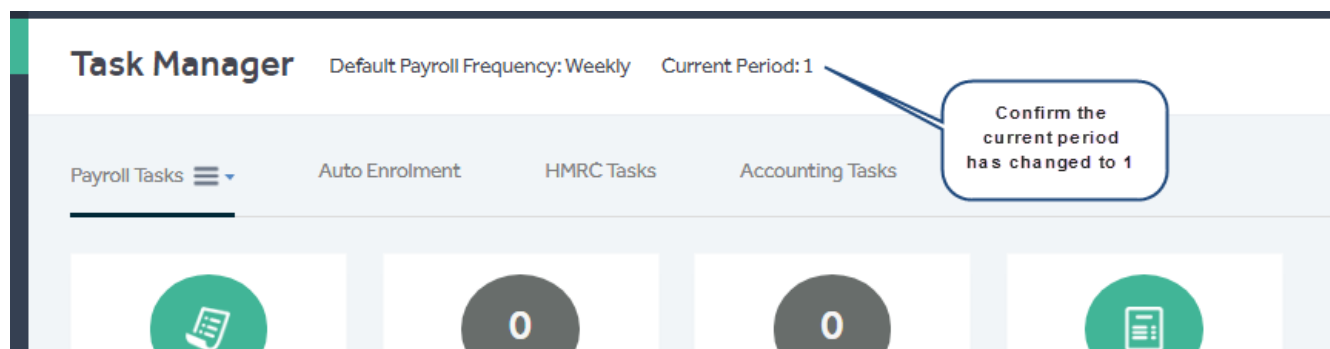 Task Manager Default Payroll Frequency: Weekly Current Period: 1
Confirm the
current period
has changed to 1
Payroll Tasks Auto Enrolment HMRC Tasks Accounting Tasks
0 0